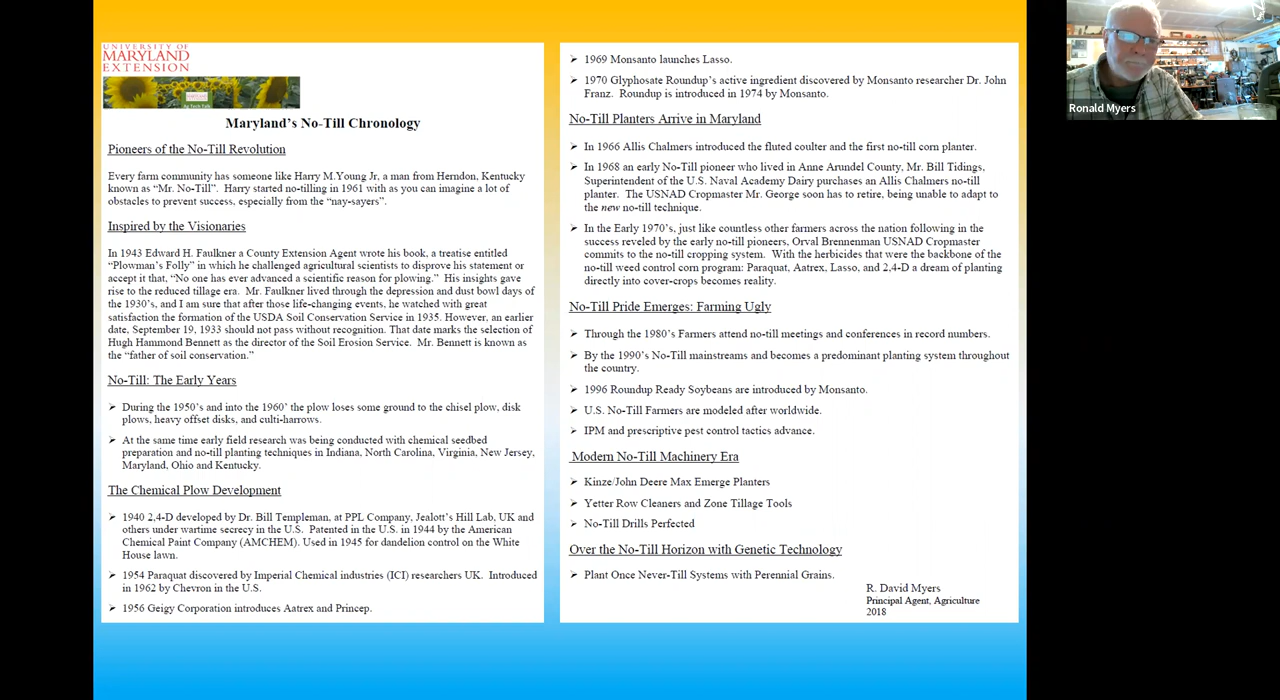 UNIVERSITY OF
MARYLAND
EXTENSION
Ag Tech Talk
Maryland's No-Till Chronology
Pioneers of the No-Till Revolution
Every farm community has someone like Harry M.Young Jr, a man from Herndon, Kentucky
known as “Mr. No-Till”. Harry started no-tilling in 1961 with as you can imagine a lot of
obstacles to prevent success, especially from the “nay-sayers”.
Inspired by the Visionaries
In 1943 Edward H. Faulkner a County Extension Agent wrote his book, a treatise entitled
“Plowman's Folly” in which he challenged agricultural scientists to disprove his statement or
accept it that, “No one has ever advanced a scientific reason for plowing.” His insights gave
rise to the reduced tillage era. Mr. Faulkner lived through the depression and dust bowl days of
the 1930's, and I am sure that after those life-changing events, he watched with great
satisfaction the formation of the USDA Soil Conservation Service in 1935. However, an earlier
date, September 19, 1933 should not pass without recognition. That date marks the selection of
Hugh Hammond Bennett as the director of the Soil Erosion Service. Mr. Bennett is known as
the “father of soil conservation.”
No-Till: The Early Years
➢ During the 1950's and into the 1960' the plow loses some ground to the chisel plow, disk
plows, heavy offset disks, and culti-harrows.
➢ At the same time early field research was being conducted with chemical seedbed
preparation and no-till planting techniques in Indiana, North Carolina, Virginia, New Jersey,
Maryland, Ohio and Kentucky.
The Chemical Plow Development
➢ 1940 2,4-D developed by Dr. Bill Templeman, at PPL Company, Jealott's Hill Lab, UK and
others under wartime secrecy in the U.S. Patented in the U.S. in 1944 by the American
Chemical Paint Company (AMCHEM). Used in 1945 for dandelion control on the White
House lawn.
➢ 1954 Paraquat discovered by Imperial Chemical industries (ICI) researchers UK. Introduced
in 1962 by Chevron in the U.S.
➢ 1956 Geigy Corporation introduces Aatrex and Princep.
➢ 1969 Monsanto launches Lasso.
➢ 1970 Glyphosate Roundup's active ingredient discovered by Monsanto researcher Dr. John
Franz. Roundup is introduced in 1974 by Monsanto.
No-Till Planters Arrive in Maryland
➢ In 1966 Allis Chalmers introduced the fluted coulter and the first no-till corn planter.
➢ In 1968 an early No-Till pioneer who lived in Anne Arundel County, Mr. Bill Tidings,
Superintendent of the U.S. Naval Academy Dairy purchases an Allis Chalmers no-till
planter. The USNAD Cropmaster Mr. George soon has to retire, being unable to adapt to
the new no-till technique.
➢ In the Early 1970's, just like countless other farmers across the nation following in the
success reveled by the early no-till pioneers, Orval Brennenman USNAD Cropmaster
commits to the no-till cropping system. With the herbicides that were the backbone of the
no-till weed control corn program: Paraquat, Aatrex, Lasso, and 2,4-D a dream of planting
directly into cover-crops becomes reality.
No-Till Pride Emerges: Farming Ugly
➢ Through the 1980's Farmers attend no-till meetings and conferences in record numbers.
➢ By the 1990's No-Till mainstreams and becomes a predominant planting system throughout
the country.
➢ 1996 Roundup Ready Soybeans are introduced by Monsanto.
➢ U.S. No-Till Farmers are modeled after worldwide.
➢ IPM and prescriptive pest control tactics advance.
Modern No-Till Machinery Era
➢ Kinze/John Deere Max Emerge Planters
➢ Yetter Row Cleaners and Zone Tillage Tools
➢ No-Till Drills Perfected
Over the No-Till Horizon with Genetic Technology
➢ Plant Once Never-Till Systems with Perennial Grains.
R. David Myers
Principal Agent, Agriculture
2018
Ronald Myers